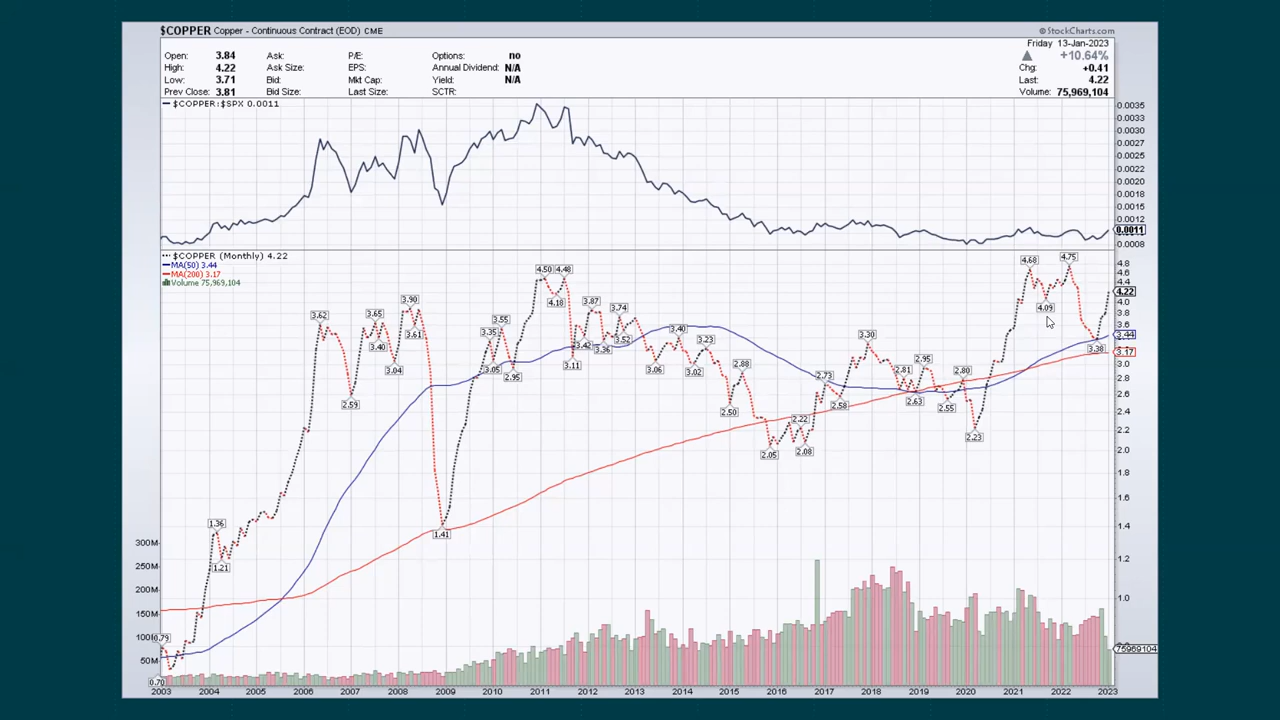 $COPPER Copper - Continuous Contract (EOD) CME
© StockCharts.com
Friday 13-Jan-2023
Open: 3.84 Ask: P/E: Options: no ▲ +10.64%
High: 4.22 Ask Size: EPS: Annual Dividend: N/A Chg: +0.41
Low: 3.71 Bid: Mkt Cap: Yield: N/A Last: 4.22
Prev Close: 3.81 Bid Size: Last Size: SCTR: Volume: 75,969,104
$COPPER:$SPX 0.0011
0.0035
0.0033
0.0030
0.0027
0.0025
0.0022
0.0020
0.0018
0.0015
0.0012
0.0011
0.0008
$COPPER (Monthly) 4.22
MA(50) 3.44
MA(200) 3.17
Volume 75,969,104
4.68 4.75
4.50 4.48
4.18
4.09
3.90
3.87
3.62 3.65 3.61 3.74
3.55
3.35
3.40 3.42 3.52 3.40
3.36 3.38
3.30
3.23
3.04 3.05 3.11 3.06 3.02
2.95 2.95
2.88
2.81 2.80
2.73
2.59 2.58 2.63 2.55
2.50
2.22 2.23
2.05 2.08
1.36
1.41
1.21
0.79
0.70
4.8
4.6
4.4
4.22
4.0
3.8
3.6
3.44
3.17
3.0
2.8
2.6
2.4
2.2
2.0
1.8
1.6
1.4
1.2
1.0
75969104
300M
250M
200M
150M
100M
50M
2003 2004 2005 2006 2007 2008 2009 2010 2011 2012 2013 2014 2015 2016 2017 2018 2019 2020 2021 2022 2023